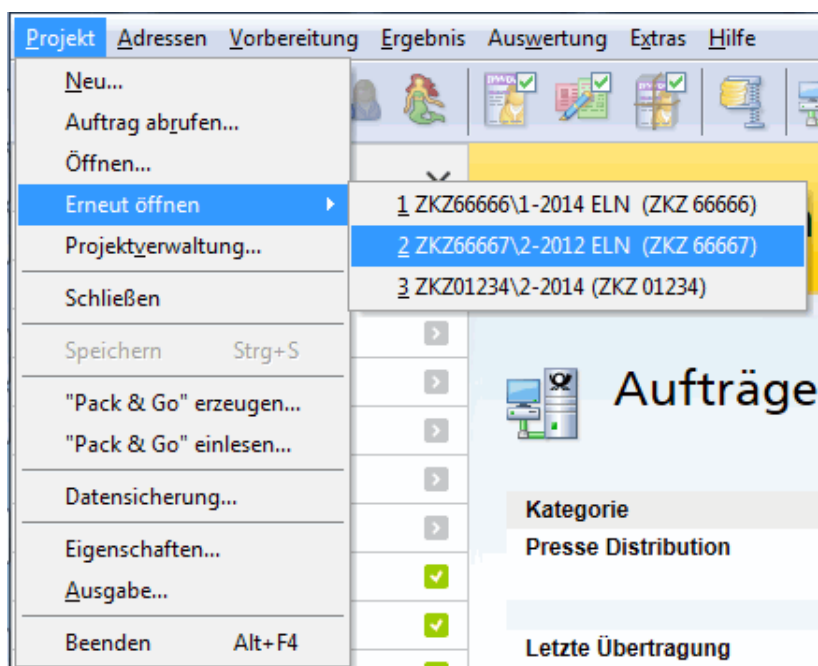 Projekt Adressen Vorbereitung Ergebnis Auswertung Extras Hilfe
Neu...
Auftrag abrufen...
Öffnen...
Erneut öffnen
1 ZKZ66666\1-2014 ELN (ZKZ 66666)
2 ZKZ66667\2-2012 ELN (ZKZ 66667)
3 ZKZ01234\2-2014 (ZKZ 01234)
Projektverwaltung...
Schließen
Speichern Strg+S
"Pack & Go" erzeugen...
"Pack & Go" einlesen...
Datensicherung...
Eigenschaften...
Ausgabe...
Beenden Alt+F4
Aufträge
Kategorie
Presse Distribution
Letzte Übertragung